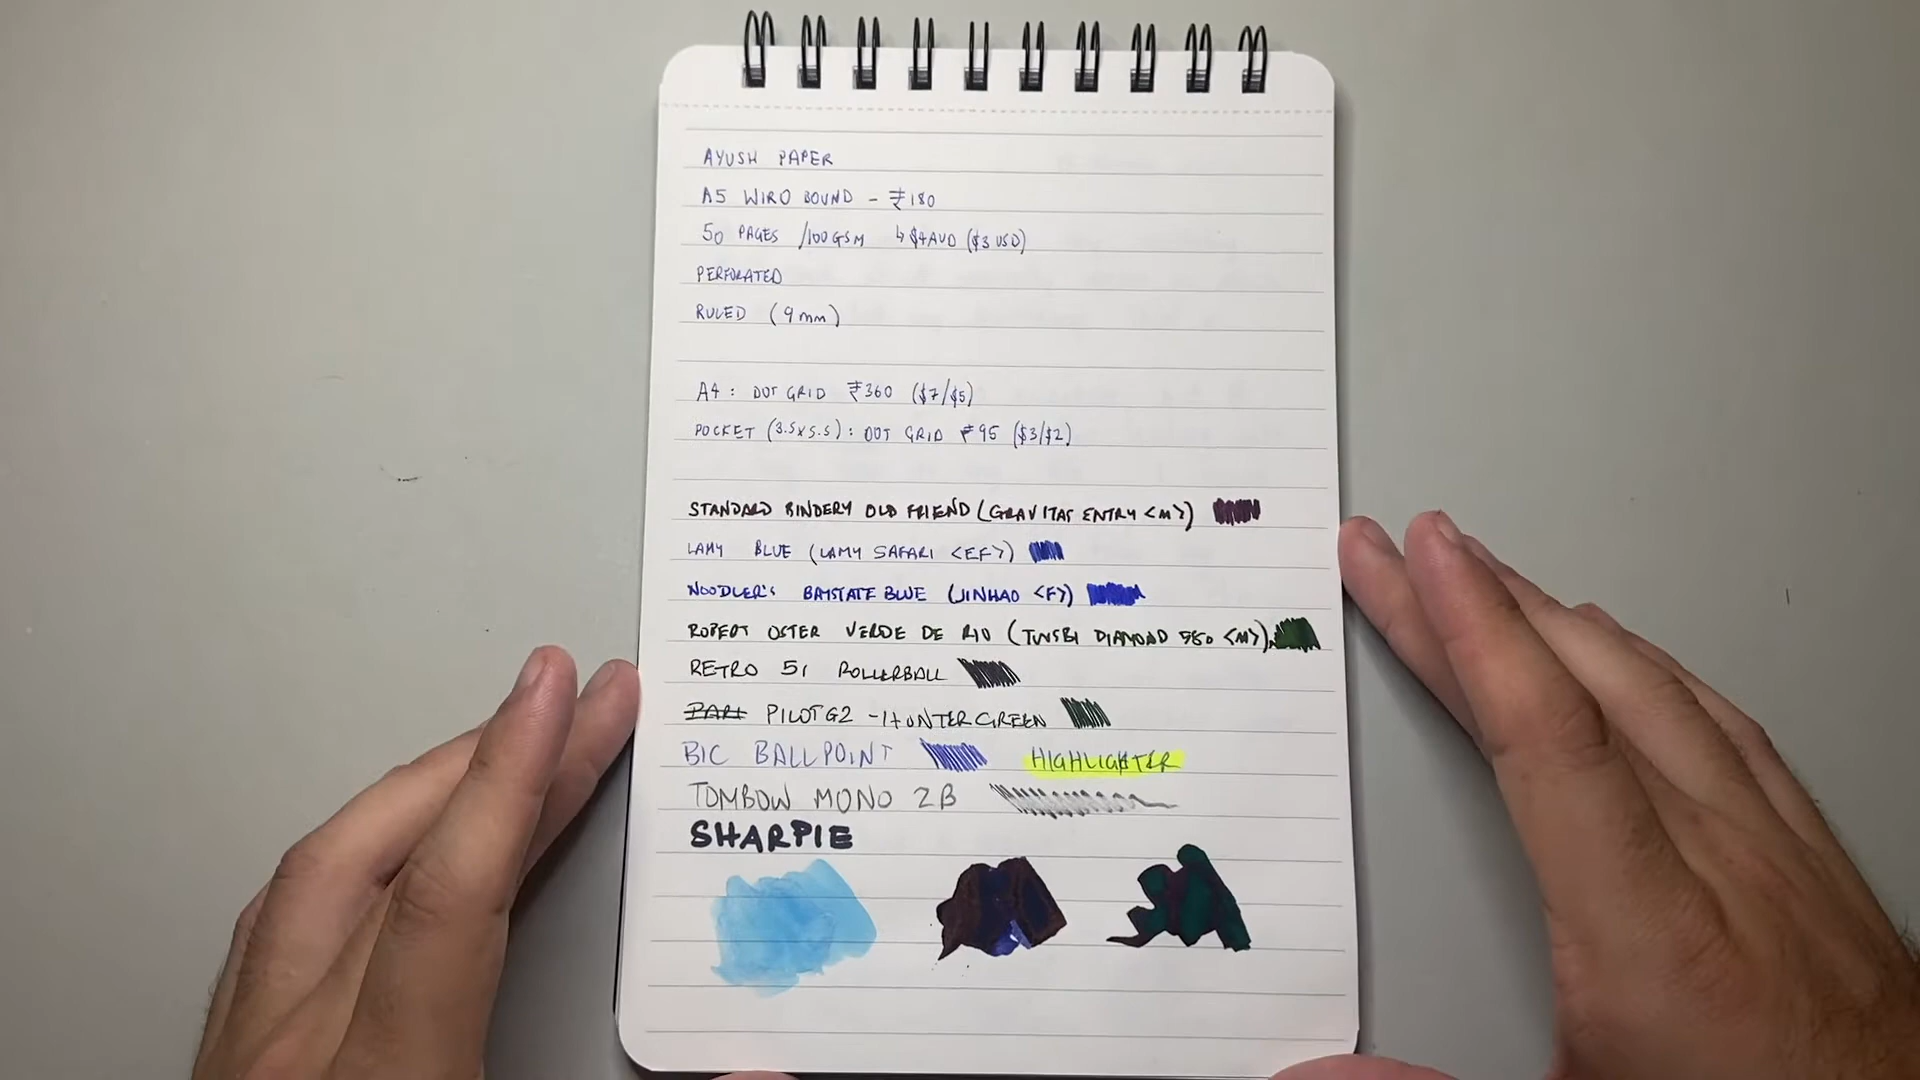 AYUSH PAPER
A5 WIRO BOUND - ₹180
50 PAGES /100GSM ↳ $4AUD ($3 USD)
PERFORATED
RULED (9mm)
A4: DOT GRID ₹360 ($7/$5)
POCKET (3.5x5.5): DOT GRID ₹95 ($3/$2)
STANDARD BINDERY OLD FRIEND (GRAVITAS ENTRY <M>)
LAMY BLUE (LAMY SAFARI <EF>)
NOODLER'S BAYSTATE BLUE (JINHAO <F>)
ROBERT OSTER VERDE DE RIO (TWSBI DIAMOND 580 <M>)
RETRO 51 ROLLERBALL
PILOT G2 - HUNTER GREEN
BIC BALLPOINT HIGHLIGHTER
TOMBOW MONO 2B
SHARPIE